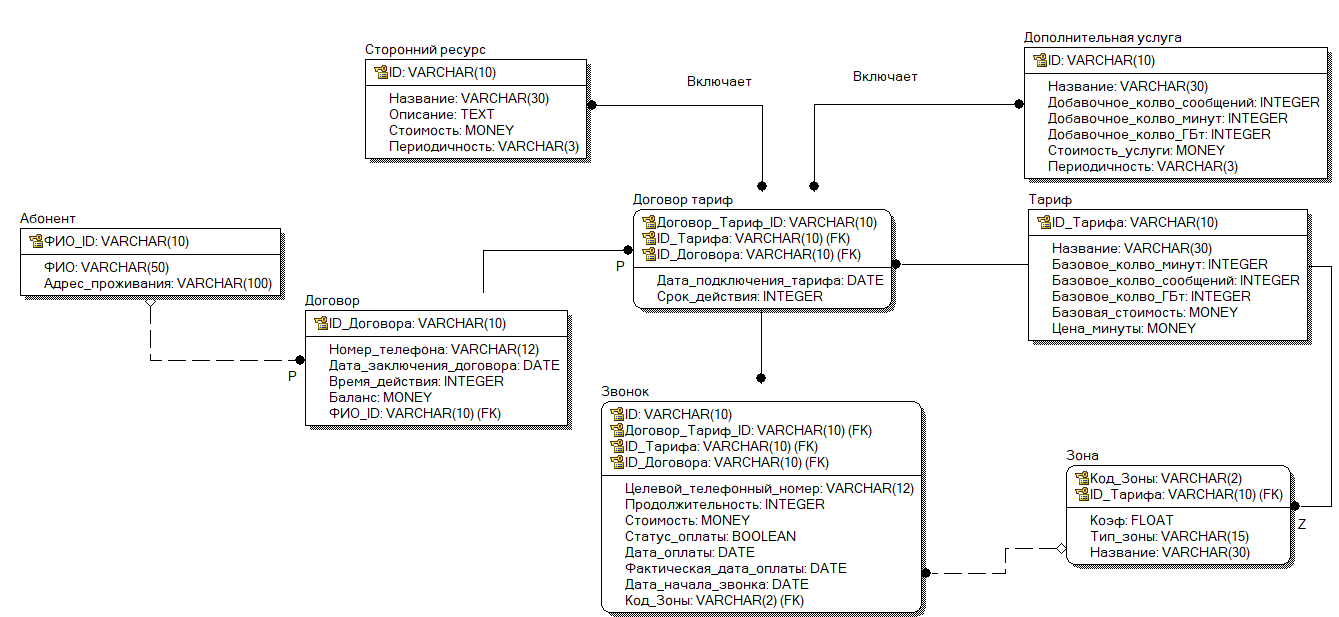 Сторонний ресурс
ID: VARCHAR(10)
Название: VARCHAR(30)
Описание: TEXT
Стоимость: MONEY
Периодичность: VARCHAR(3)
Включает
Включает
Дополнительная услуга
ID: VARCHAR(10)
Название: VARCHAR(30)
Добавочное_колво_сообщений: INTEGER
Добавочное_колво_минут: INTEGER
Добавочное_колво_ГБт: INTEGER
Стоимость_услуги: MONEY
Периодичность: VARCHAR(3)
Абонент
ФИО_ID: VARCHAR(10)
ФИО: VARCHAR(50)
Адрес_проживания: VARCHAR(100)
Договор тариф
Договор_Тариф_ID: VARCHAR(10)
ID_Тарифа: VARCHAR(10) (FK)
ID_Договора: VARCHAR(10) (FK)
Дата_подключения_тарифа: DATE
Срок_действия: INTEGER
P
Тариф
ID_Тарифа: VARCHAR(10)
Название: VARCHAR(30)
Базовое_колво_минут: INTEGER
Базовое_колво_сообщений: INTEGER
Базовое_колво_ГБт: INTEGER
Базовая_стоимость: MONEY
Цена_минуты: MONEY
Договор
ID_Договора: VARCHAR(10)
Номер_телефона: VARCHAR(12)
Дата_заключения_договора: DATE
Время_действия: INTEGER
Баланс: MONEY
ФИО_ID: VARCHAR(10) (FK)
P
Звонок
ID: VARCHAR(10)
Договор_Тариф_ID: VARCHAR(10) (FK)
ID_Тарифа: VARCHAR(10) (FK)
ID_Договора: VARCHAR(10) (FK)
Целевой_телефонный_номер: VARCHAR(12)
Продолжительность: INTEGER
Стоимость: MONEY
Статус_оплаты: BOOLEAN
Дата_оплаты: DATE
Фактическая_дата_оплаты: DATE
Дата_начала_звонка: DATE
Код_Зоны: VARCHAR(2) (FK)
Зона
Код_Зоны: VARCHAR(2)
ID_Тарифа: VARCHAR(10) (FK)
Коэф: FLOAT
Тип_зоны: VARCHAR(15)
Название: VARCHAR(30)
Z